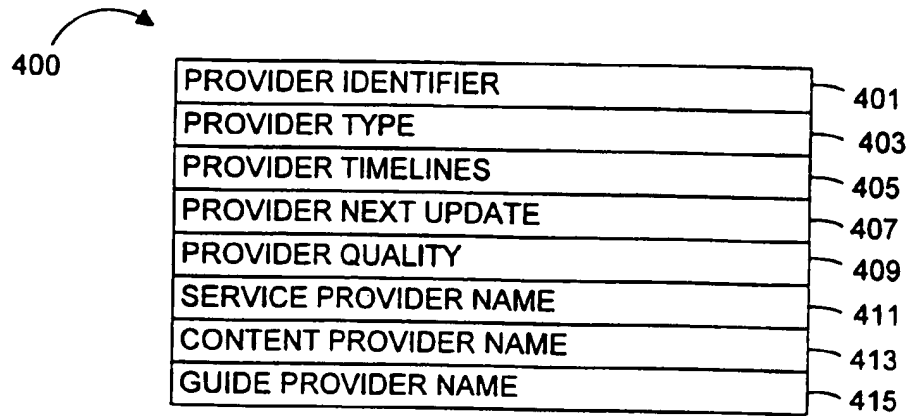 400
PROVIDER IDENTIFIER 401
PROVIDER TYPE 403
PROVIDER TIMELINES 405
PROVIDER NEXT UPDATE 407
PROVIDER QUALITY 409
SERVICE PROVIDER NAME 411
CONTENT PROVIDER NAME 413
GUIDE PROVIDER NAME 415